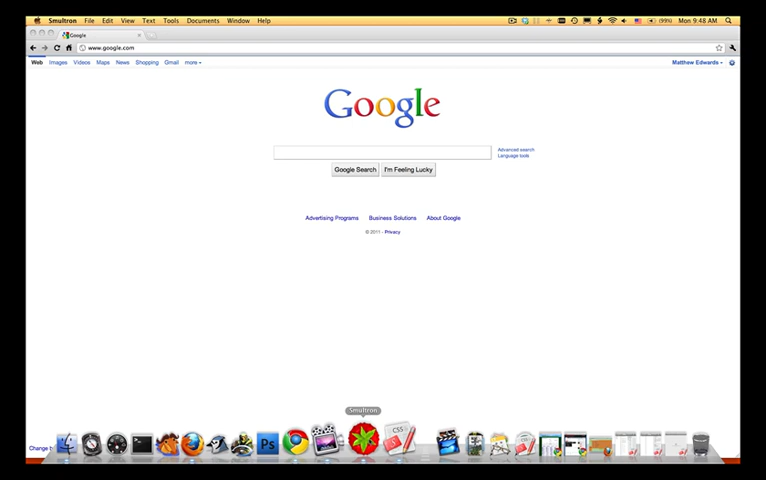 Smultron File Edit View Text Tools Documents Window Help (99%) Mon 9:48 AM
Google
www.google.com
Web Images Videos Maps News Shopping Gmail more Matthew Edwards
Google
Advanced search
Language tools
Google Search I'm Feeling Lucky
Advertising Programs Business Solutions About Google
© 2011 - Privacy
Smultron
Change b
Ps
CSS